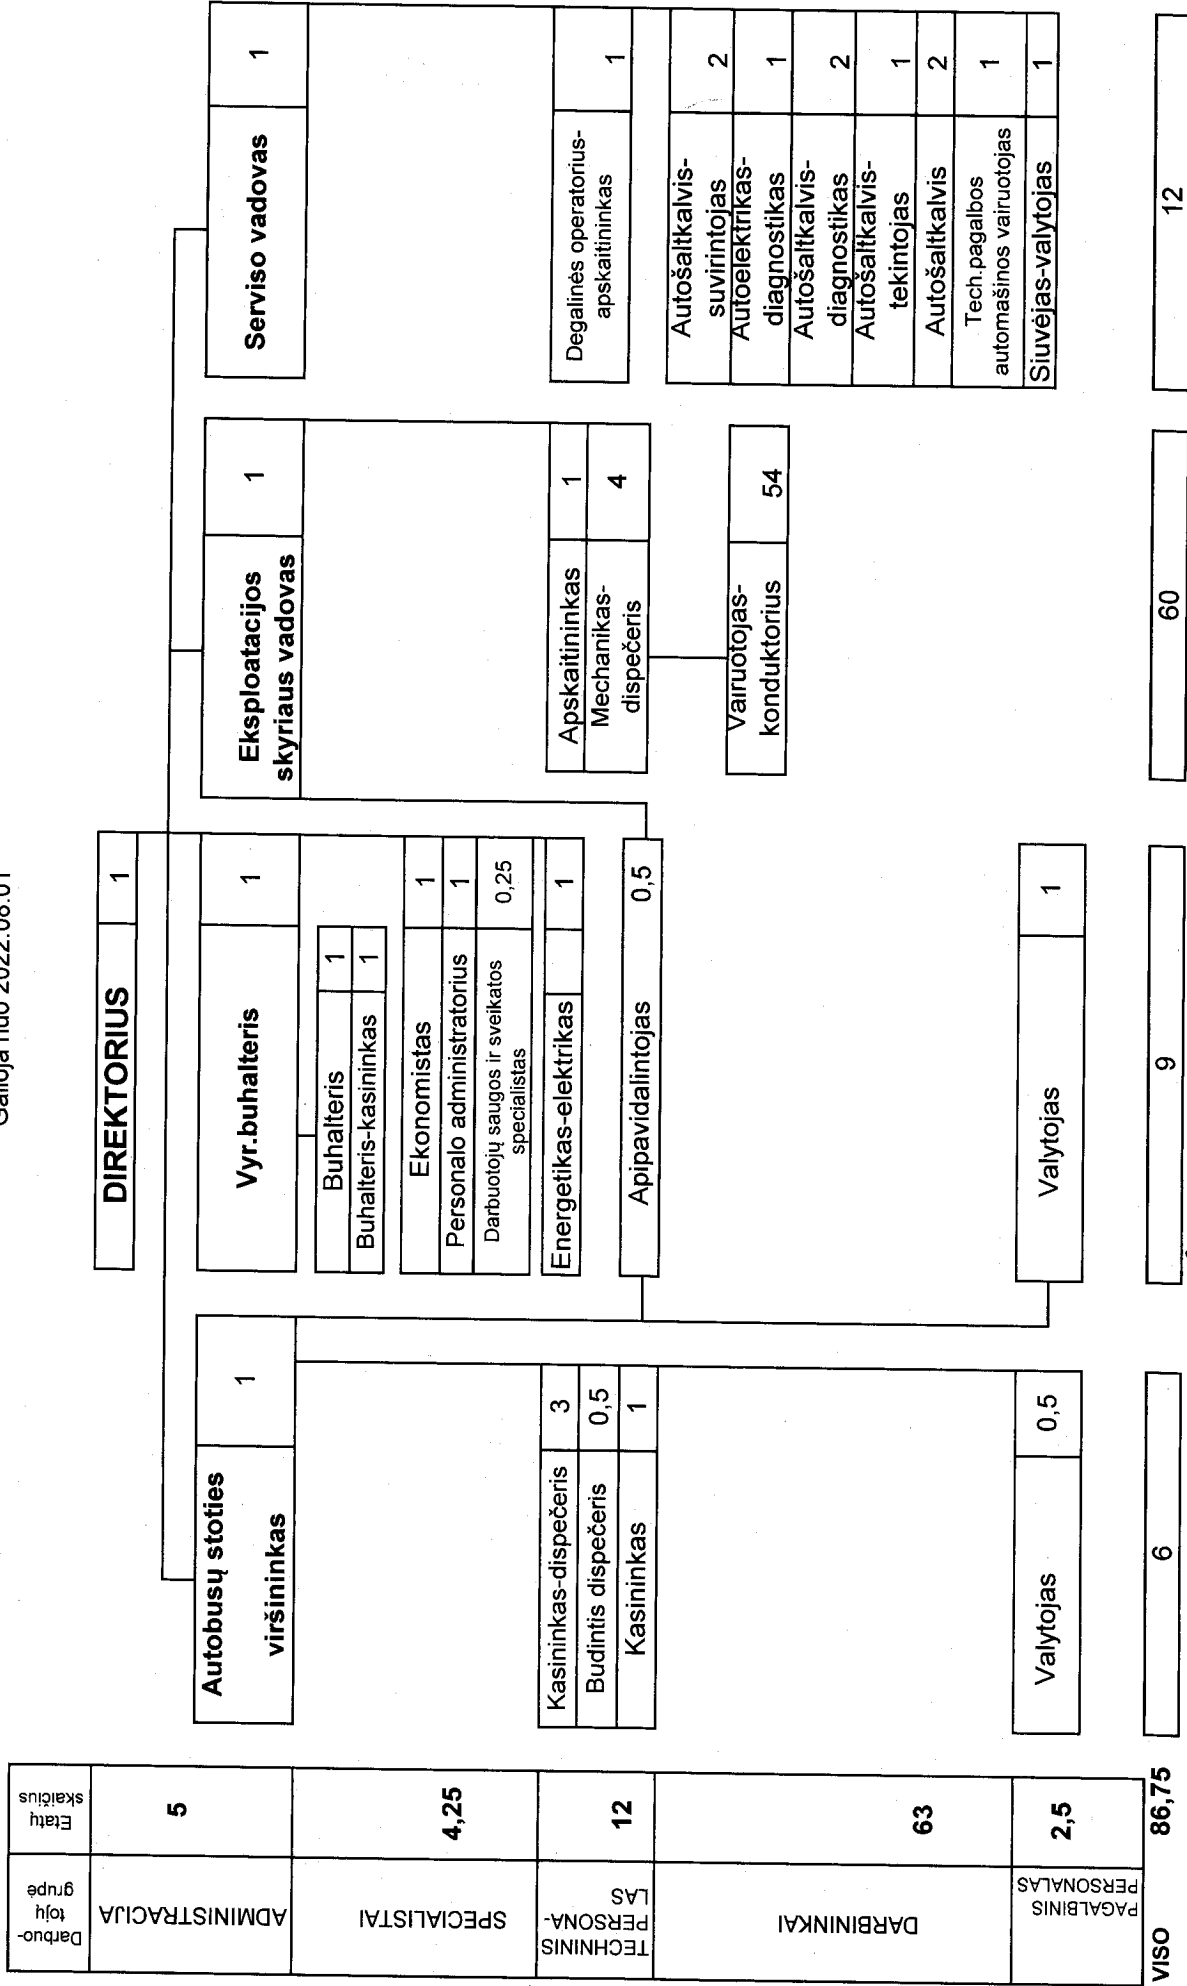 Galioja nuo 2022.08.01
Darbuo-
tojų
grupė
Etatų
skaičius
DIREKTORIUS 1
ADMINISTRACIJA 5
Autobusų stoties
viršininkas 1
Vyr.buhalteris 1
Eksploatacijos
skyriaus vadovas 1
Serviso vadovas 1
SPECIALISTAI 4,25
Buhalteris 1
Buhalteris-kasininkas 1
Ekonomistas 1
Personalo administratorius 1
Darbuotojų saugos ir sveikatos
specialistas 0,25
TECHNINIS
PERSONA-
LAS 12
Kasininkas-dispečeris 3
Budintis dispečeris 0,5
Kasininkas 1
Energetikas-elektrikas 1
Apipavidalintojas 0,5
Apskaitininkas 1
Mechanikas-
dispečeris 4
Degalinės operatorius-
apskaitininkas 1
DARBININKAI 63
Vairuotojas-
konduktorius 54
Autošaltkalvis-
suvirintojas 2
Autoelektrikas-
diagnostikas 1
Autošaltkalvis-
diagnostikas 2
Autošaltkalvis-
tekintojas 1
Autošaltkalvis 2
Tech.pagalbos
automašinos vairuotojas 1
Siuvėjas-valytojas 1
PAGALBINIS
PERSONALAS 2,5
Valytojas 0,5
Valytojas 1
VISO 86,75
6
9
60
12